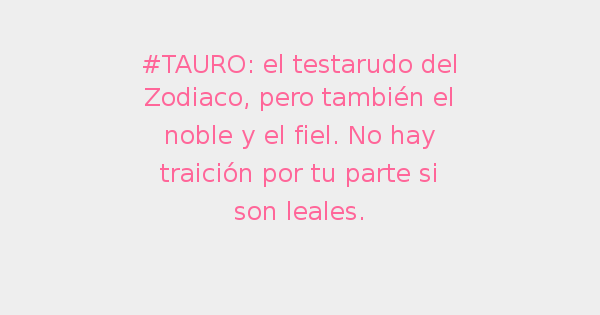 #TAURO: el testarudo del
Zodiaco, pero también el
noble y el fiel. No hay
traición por tu parte si
son leales.